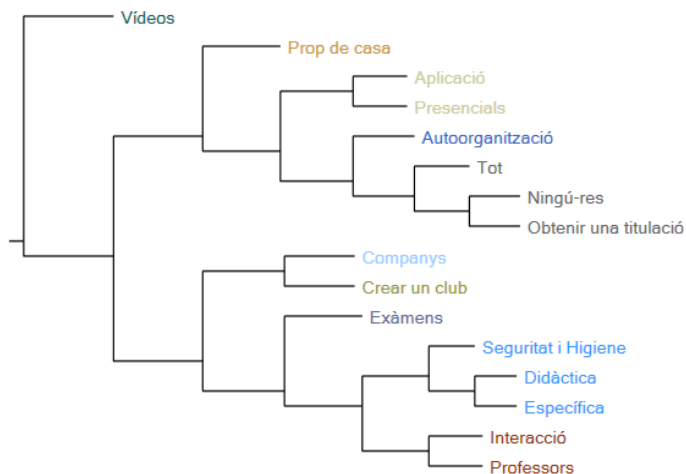 Vídeos
Prop de casa
Aplicació
Presencials
Autoorganització
Tot
Ningú-res
Obtenir una titulació
Companys
Crear un club
Exàmens
Seguritat i Higiene
Didàctica
Específica
Interacció
Professors